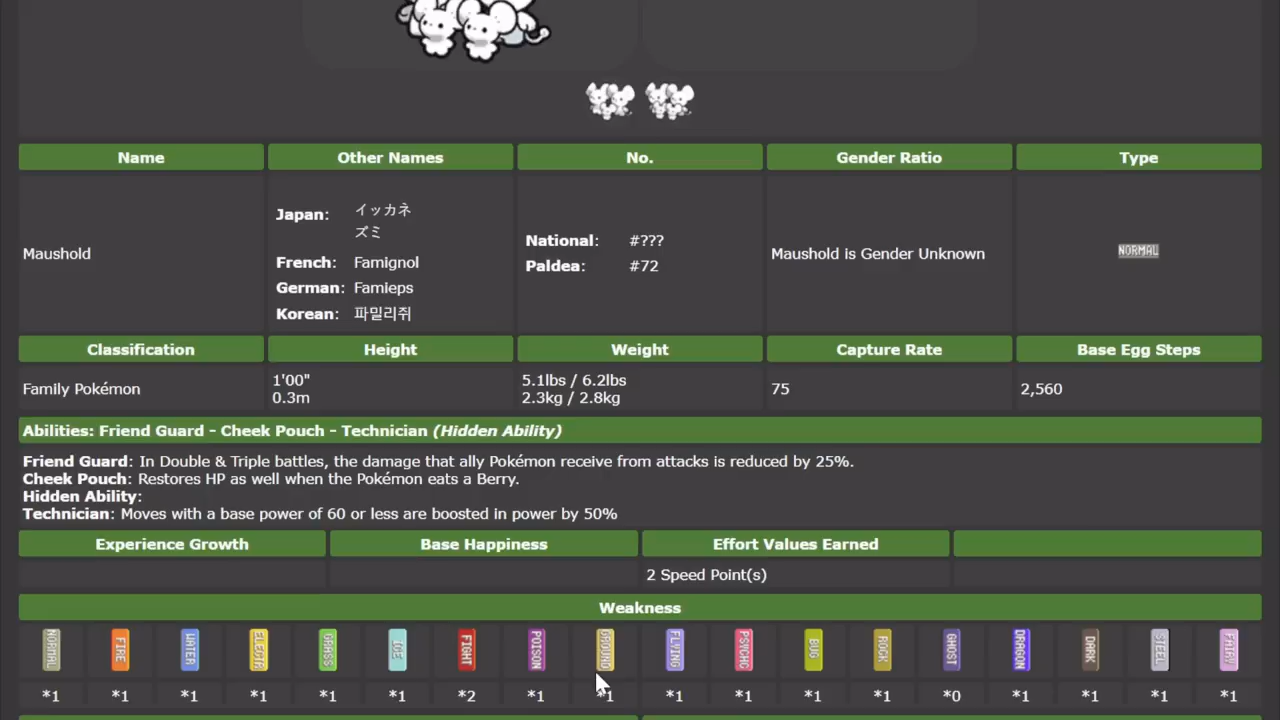 Name Other Names No. Gender Ratio Type
Maushold
Japan: イッカネ
ズミ
French: Famignol
German: Famieps
Korean: 파밀리쥐
National: #???
Paldea: #72
Maushold is Gender Unknown
NORMAL
Classification Height Weight Capture Rate Base Egg Steps
Family Pokémon
1'00"
0.3m
5.1lbs / 6.2lbs
2.3kg / 2.8kg
75
2,560
Abilities: Friend Guard - Cheek Pouch - Technician (Hidden Ability)
Friend Guard: In Double & Triple battles, the damage that ally Pokémon receive from attacks is reduced by 25%.
Cheek Pouch: Restores HP as well when the Pokémon eats a Berry.
Hidden Ability:
Technician: Moves with a base power of 60 or less are boosted in power by 50%
Experience Growth Base Happiness Effort Values Earned
2 Speed Point(s)
Weakness
NORMAL FIRE WATER ELECTR GRASS ICE FIGHT POISON GROUND FLYING PSYCHC BUG ROCK GHOST DRAGON DARK STEEL FAIRY
*1 *1 *1 *1 *1 *1 *2 *1 *1 *1 *1 *1 *1 *0 *1 *1 *1 *1